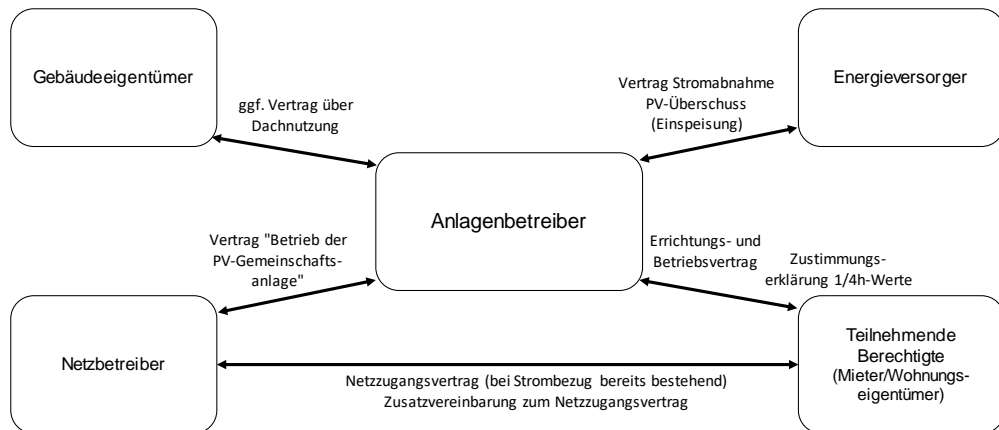 Gebäudeeigentümer
ggf. Vertrag über
Dachnutzung
Vertrag Stromabnahme
PV-Überschuss
(Einspeisung)
Energieversorger
Anlagenbetreiber
Vertrag "Betrieb der
PV-Gemeinschafts-
anlage"
Errichtungs- und
Betriebsvertrag
Zustimmungs-
erklärung 1/4h-Werte
Netzbetreiber
Netzzugangsvertrag (bei Strombezug bereits bestehend)
Zusatzvereinbarung zum Netzzugangsvertrag
Teilnehmende
Berechtigte
(Mieter/Wohnungs-
eigentümer)